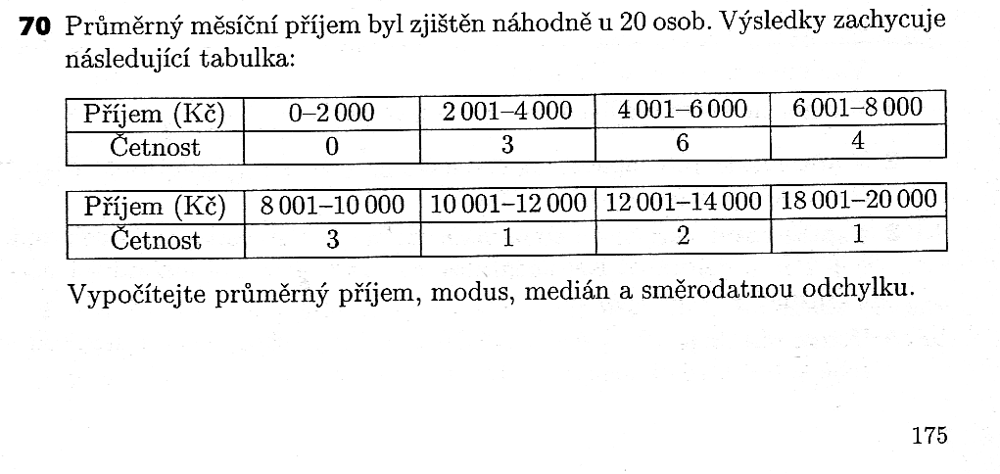 70 Průměrný měsíční příjem byl zjištěn náhodně u 20 osob. Výsledky zachycuje
následující tabulka:
Příjem (Kč) 0–2 000 2 001–4 000 4 001–6 000 6 001–8 000
Četnost 0 3 6 4
Příjem (Kč) 8 001–10 000 10 001–12 000 12 001–14 000 18 001–20 000
Četnost 3 1 2 1
Vypočítejte průměrný příjem, modus, medián a směrodatnou odchylku.
175